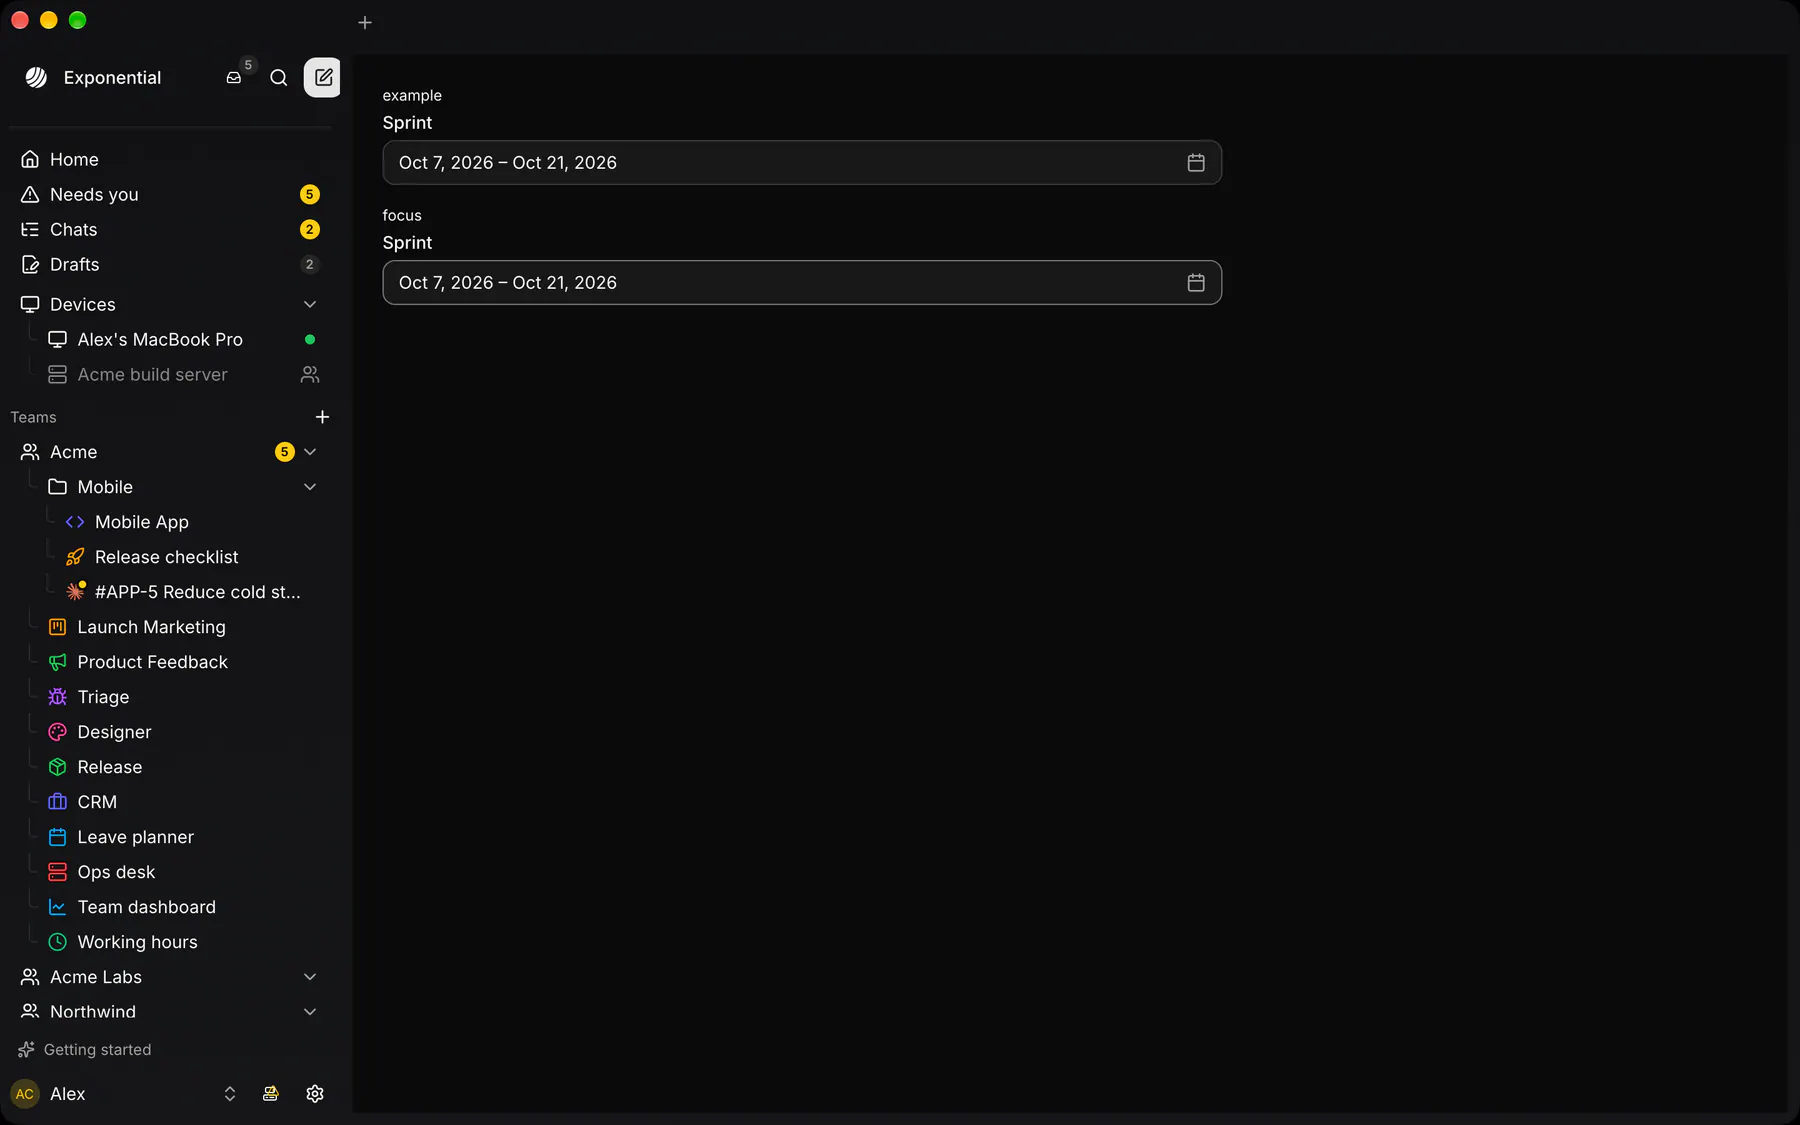 Exponential
5
Home
Needs you
5
Chats
2
Drafts
2
Devices
Alex's MacBook Pro
Acme build server
Teams
Acme
5
Mobile
Mobile App
Release checklist
#APP-5 Reduce cold st...
Launch Marketing
Product Feedback
Triage
Designer
Release
CRM
Leave planner
Ops desk
Team dashboard
Working hours
Acme Labs
Northwind
Getting started
AC
Alex
example
Sprint
Oct 7, 2026 – Oct 21, 2026
focus
Sprint
Oct 7, 2026 – Oct 21, 2026